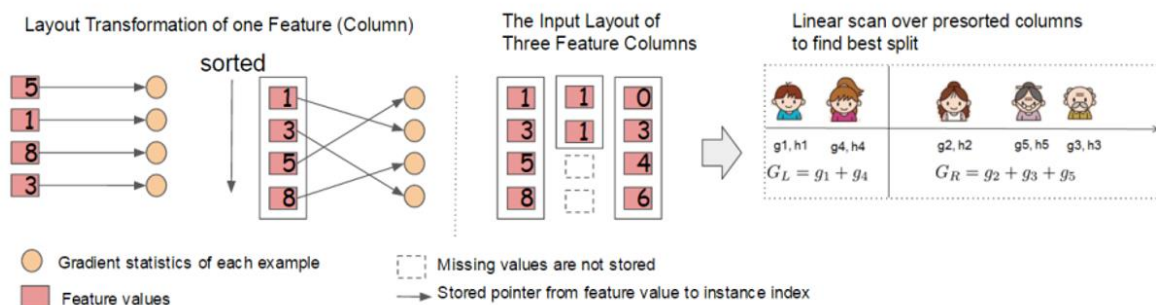 Layout Transformation of one Feature (Column)
sorted
5
1
8
3
1
3
5
8
The Input Layout of
Three Feature Columns
1
3
5
8
1
1
0
3
4
6
Linear scan over presorted columns
to find best split
g1, h1
g4, h4
g2, h2
g5, h5
g3, h3
G_L = g_1 + g_4
G_R = g_2 + g_3 + g_5
Gradient statistics of each example
Feature values
Missing values are not stored
Stored pointer from feature value to instance index